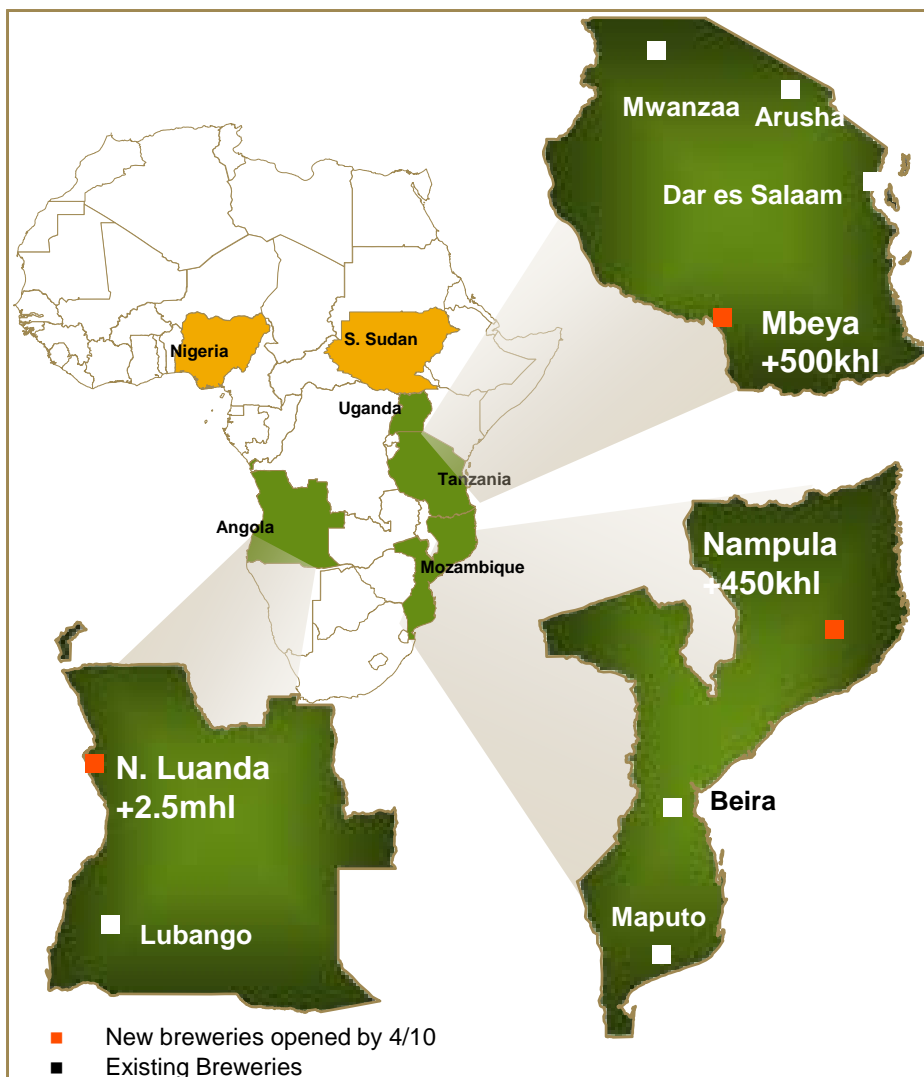 Mwanzaa
Arusha
Dar es Salaam
Mbeya
+500khl
Nigeria
S. Sudan
Uganda
Tanzania
Angola
Mozambique
Nampula
+450khl
N. Luanda
+2.5mhl
Beira
Lubango
Maputo
New breweries opened by 4/10
Existing Breweries